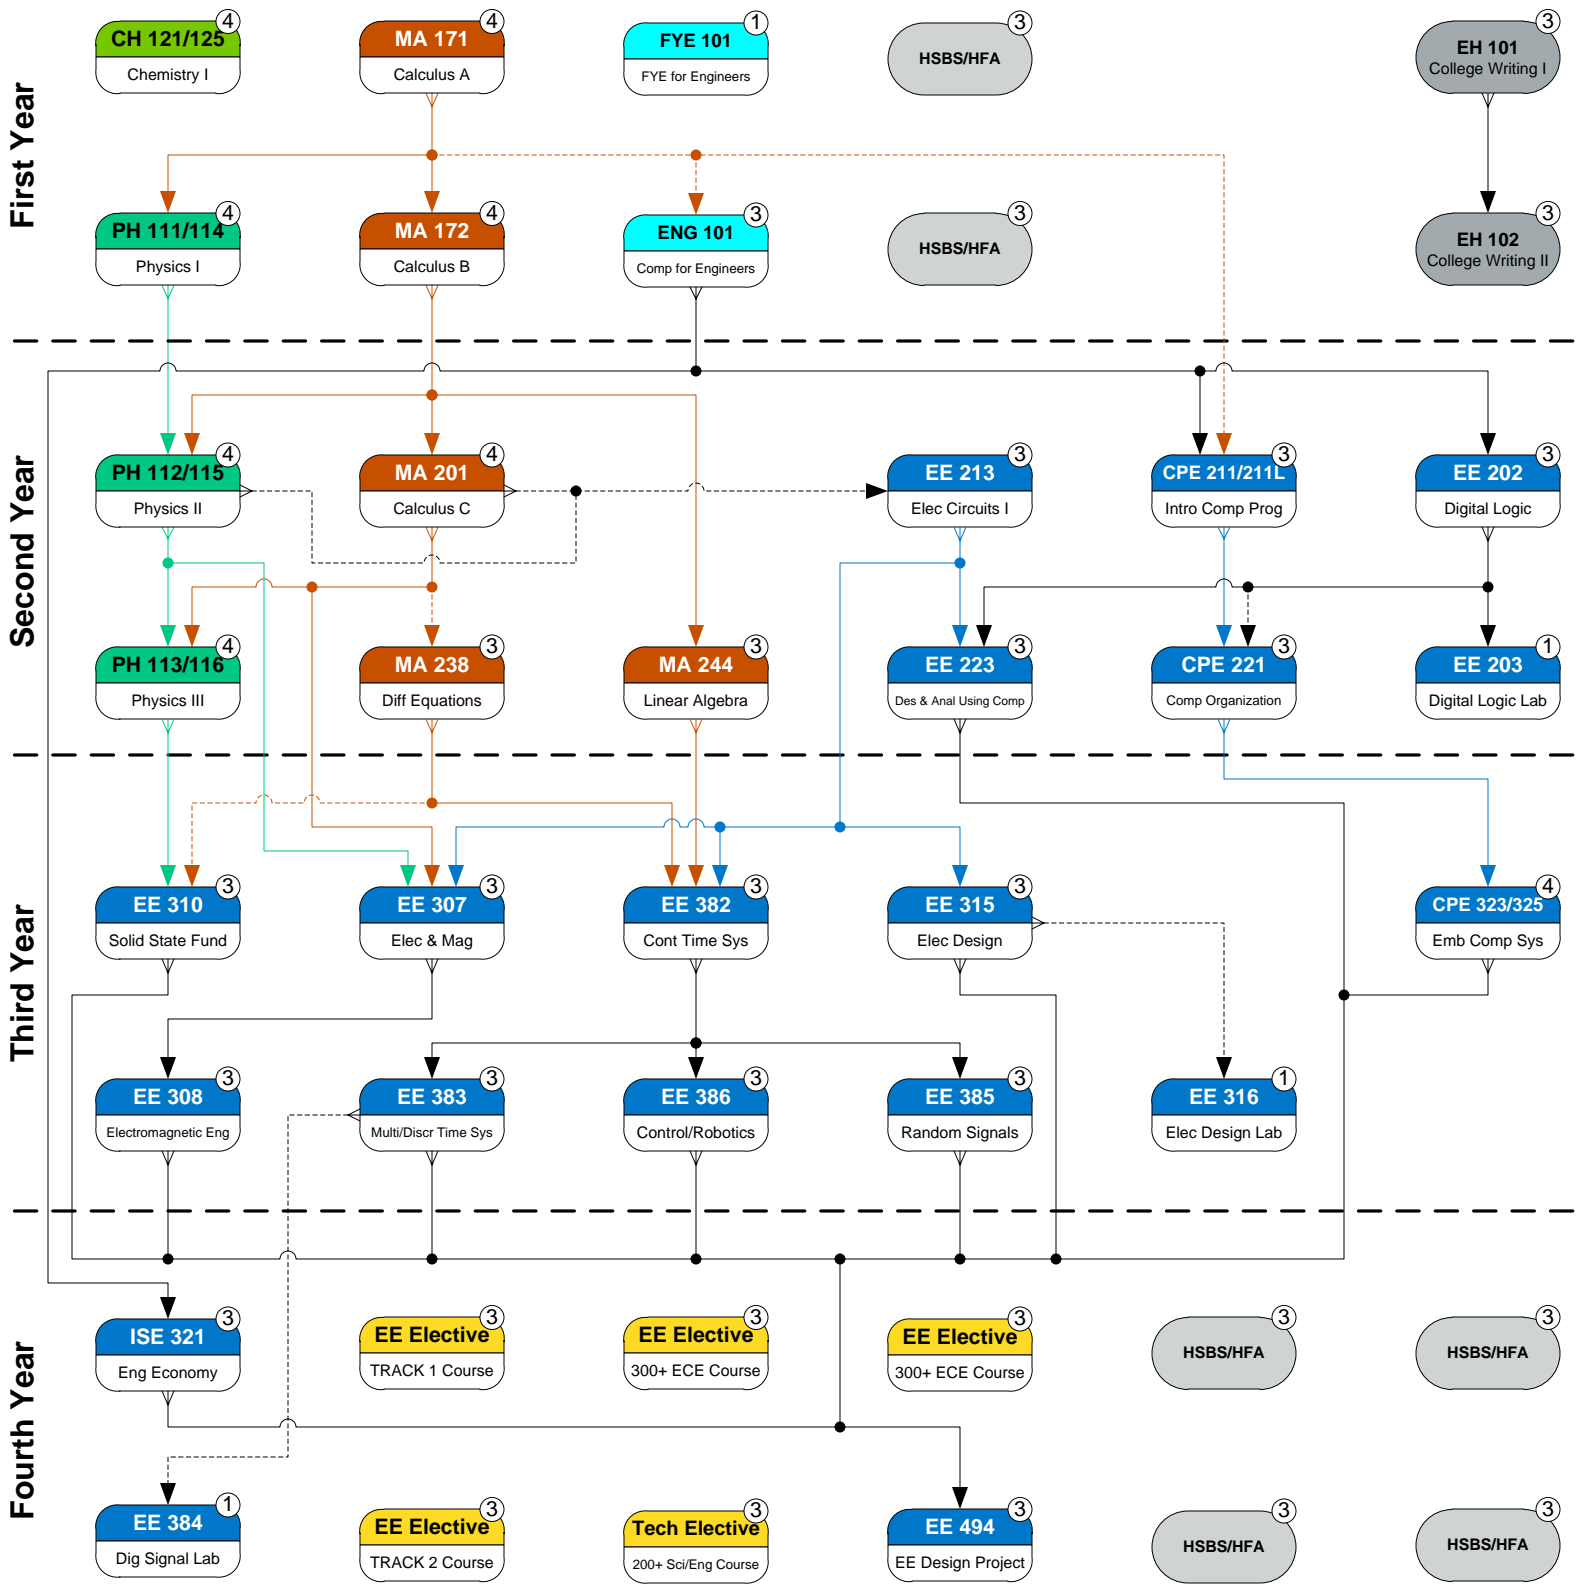 First Year
4
CH 121/125
Chemistry I
4
MA 171
Calculus A
1
FYE 101
FYE for Engineers
3
HSBS/HFA
3
EH 101
College Writing I
4
PH 111/114
Physics I
4
MA 172
Calculus B
3
ENG 101
Comp for Engineers
3
HSBS/HFA
3
EH 102
College Writing II
Second Year
4
PH 112/115
Physics II
4
MA 201
Calculus C
3
EE 213
Elec Circuits I
3
CPE 211/211L
Intro Comp Prog
3
EE 202
Digital Logic
4
PH 113/116
Physics III
3
MA 238
Diff Equations
3
MA 244
Linear Algebra
3
EE 223
Des & Anal Using Comp
3
CPE 221
Comp Organization
1
EE 203
Digital Logic Lab
Third Year
3
EE 310
Solid State Fund
3
EE 307
Elec & Mag
3
EE 382
Cont Time Sys
3
EE 315
Elec Design
4
CPE 323/325
Emb Comp Sys
3
EE 308
Electromagnetic Eng
3
EE 383
Multi/Discr Time Sys
3
EE 386
Control/Robotics
3
EE 385
Random Signals
1
EE 316
Elec Design Lab
Fourth Year
3
ISE 321
Eng Economy
3
EE Elective
TRACK 1 Course
3
EE Elective
300+ ECE Course
3
EE Elective
300+ ECE Course
3
HSBS/HFA
3
HSBS/HFA
1
EE 384
Dig Signal Lab
3
EE Elective
TRACK 2 Course
3
Tech Elective
200+ Sci/Eng Course
3
EE 494
EE Design Project
3
HSBS/HFA
3
HSBS/HFA